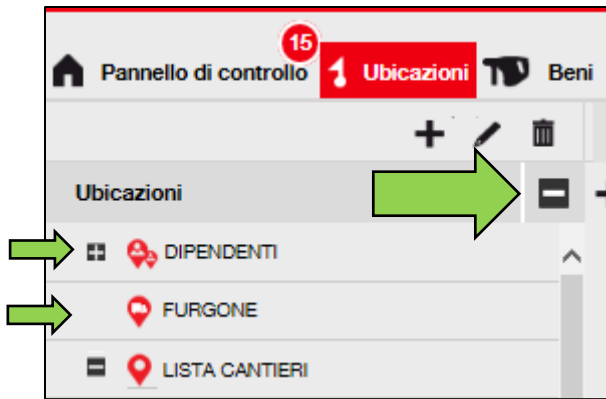 15
Pannello di controllo Ubicazioni Beni
Ubicazioni
DIPENDENTI
FURGONE
LISTA CANTIERI